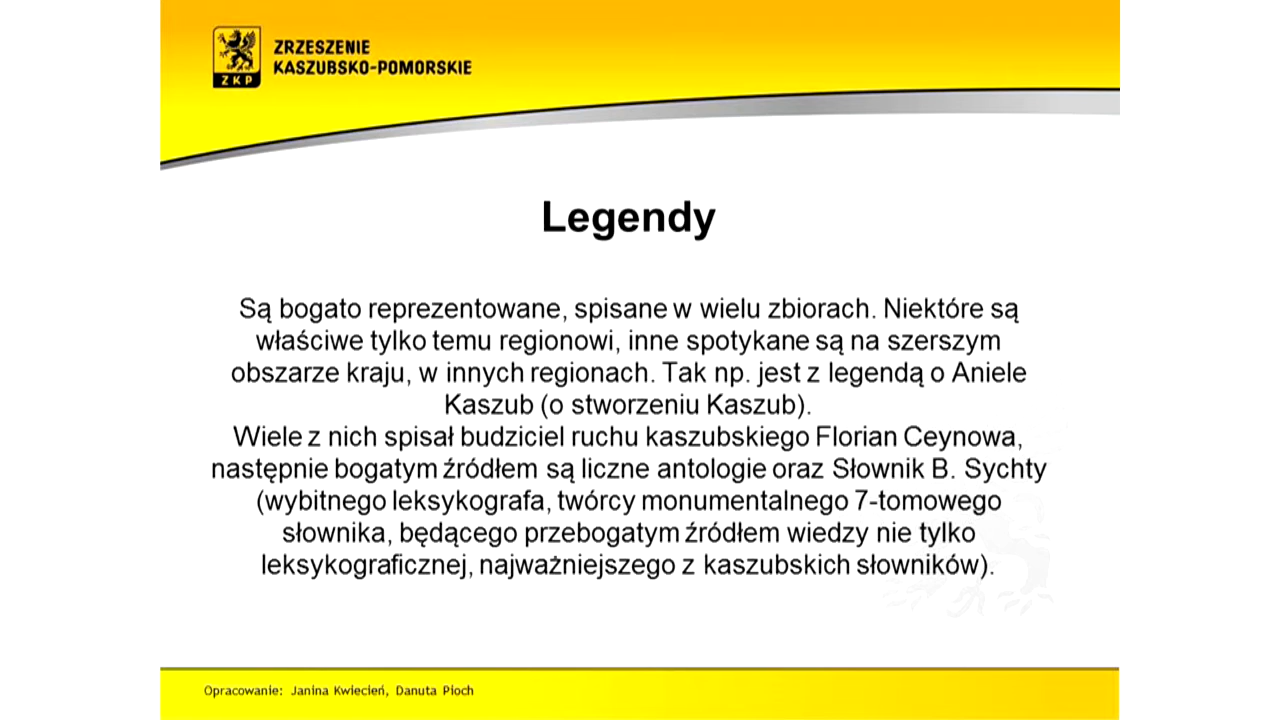 ZRZESZENIE
KASZUBSKO-POMORSKIE
ZKP
Legendy
Są bogato reprezentowane, spisane w wielu zbiorach. Niektóre są
właściwe tylko temu regionowi, inne spotykane są na szerszym
obszarze kraju, w innych regionach. Tak np. jest z legendą o Aniele
Kaszub (o stworzeniu Kaszub).
Wiele z nich spisał budziciel ruchu kaszubskiego Florian Ceynowa,
następnie bogatym źródłem są liczne antologie oraz Słownik B. Sychty
(wybitnego leksykografa, twórcy monumentalnego 7-tomowego
słownika, będącego przebogatym źródłem wiedzy nie tylko
leksykograficznej, najważniejszego z kaszubskich słowników).
Opracowanie: Janina Kwiecień, Danuta Pioch